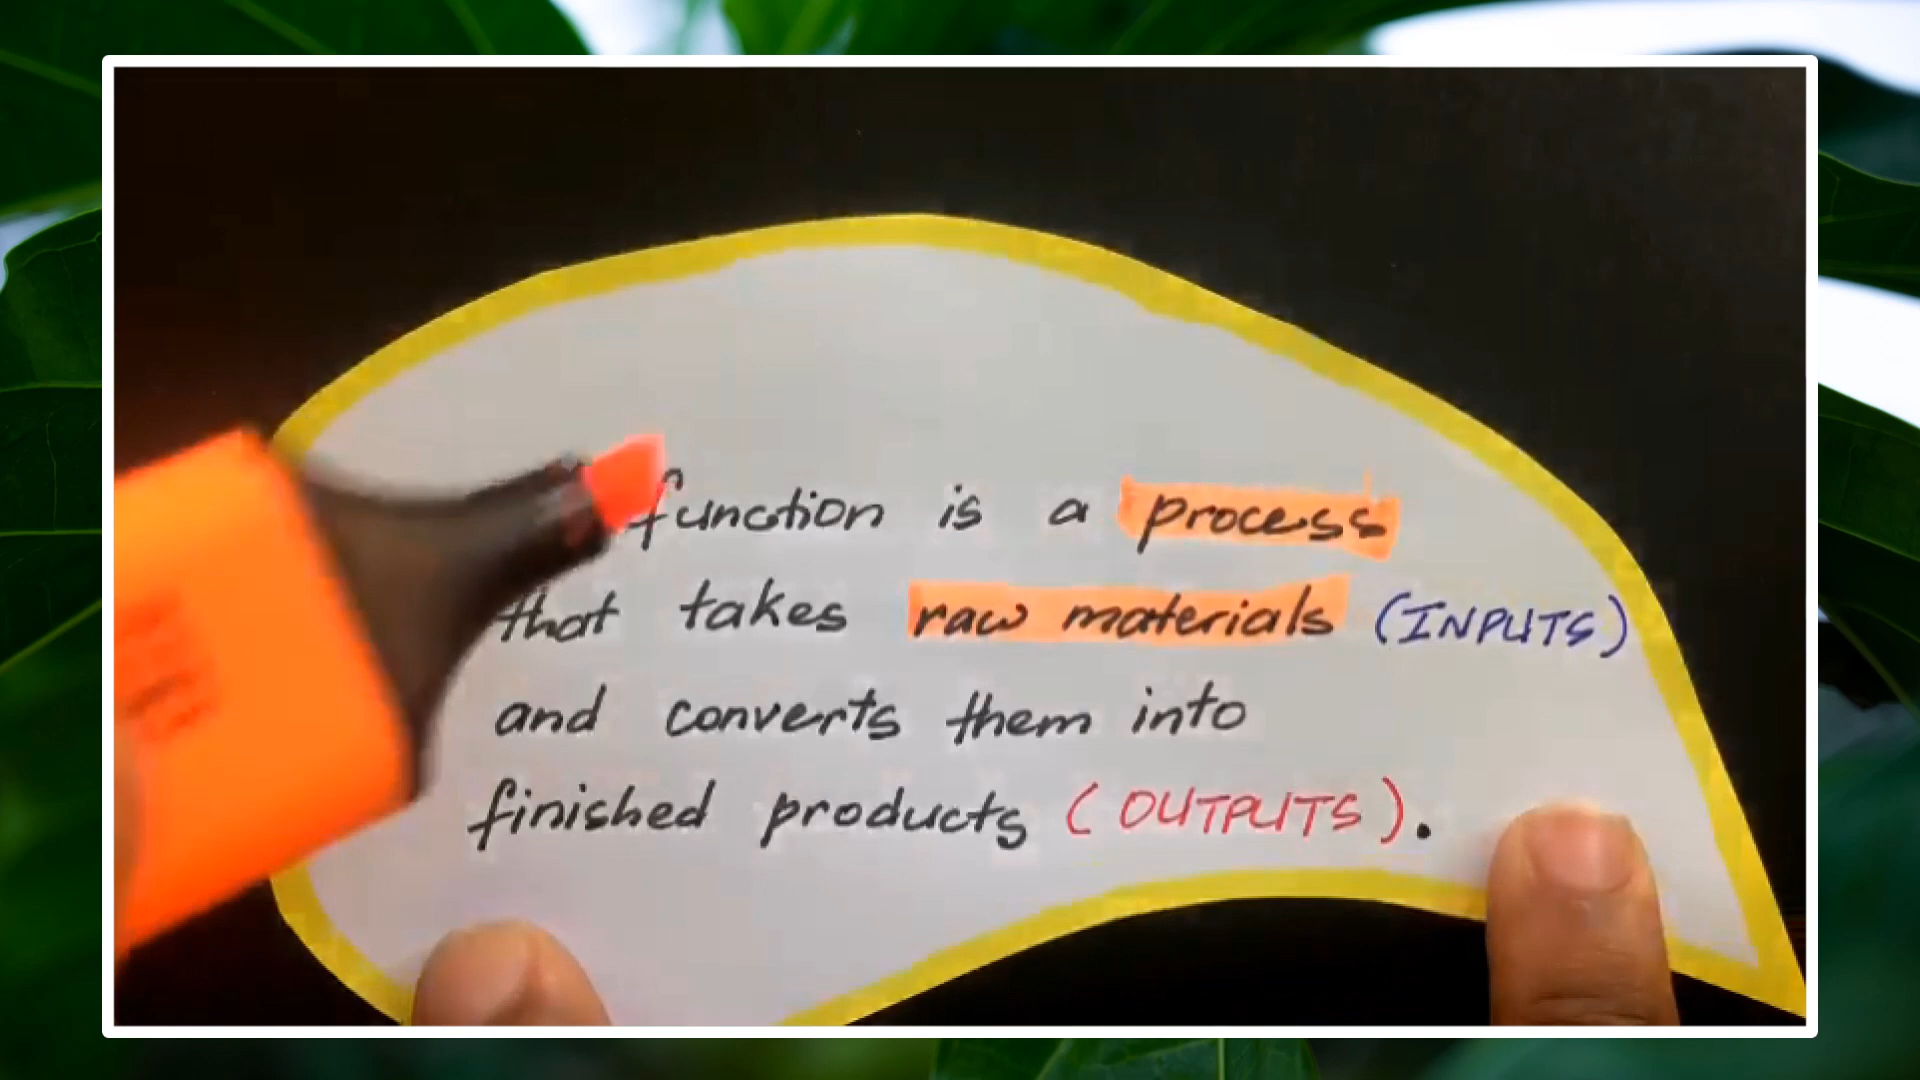 function is a process
that takes raw materials (INPUTS)
and converts them into
finished products (OUTPUTS).